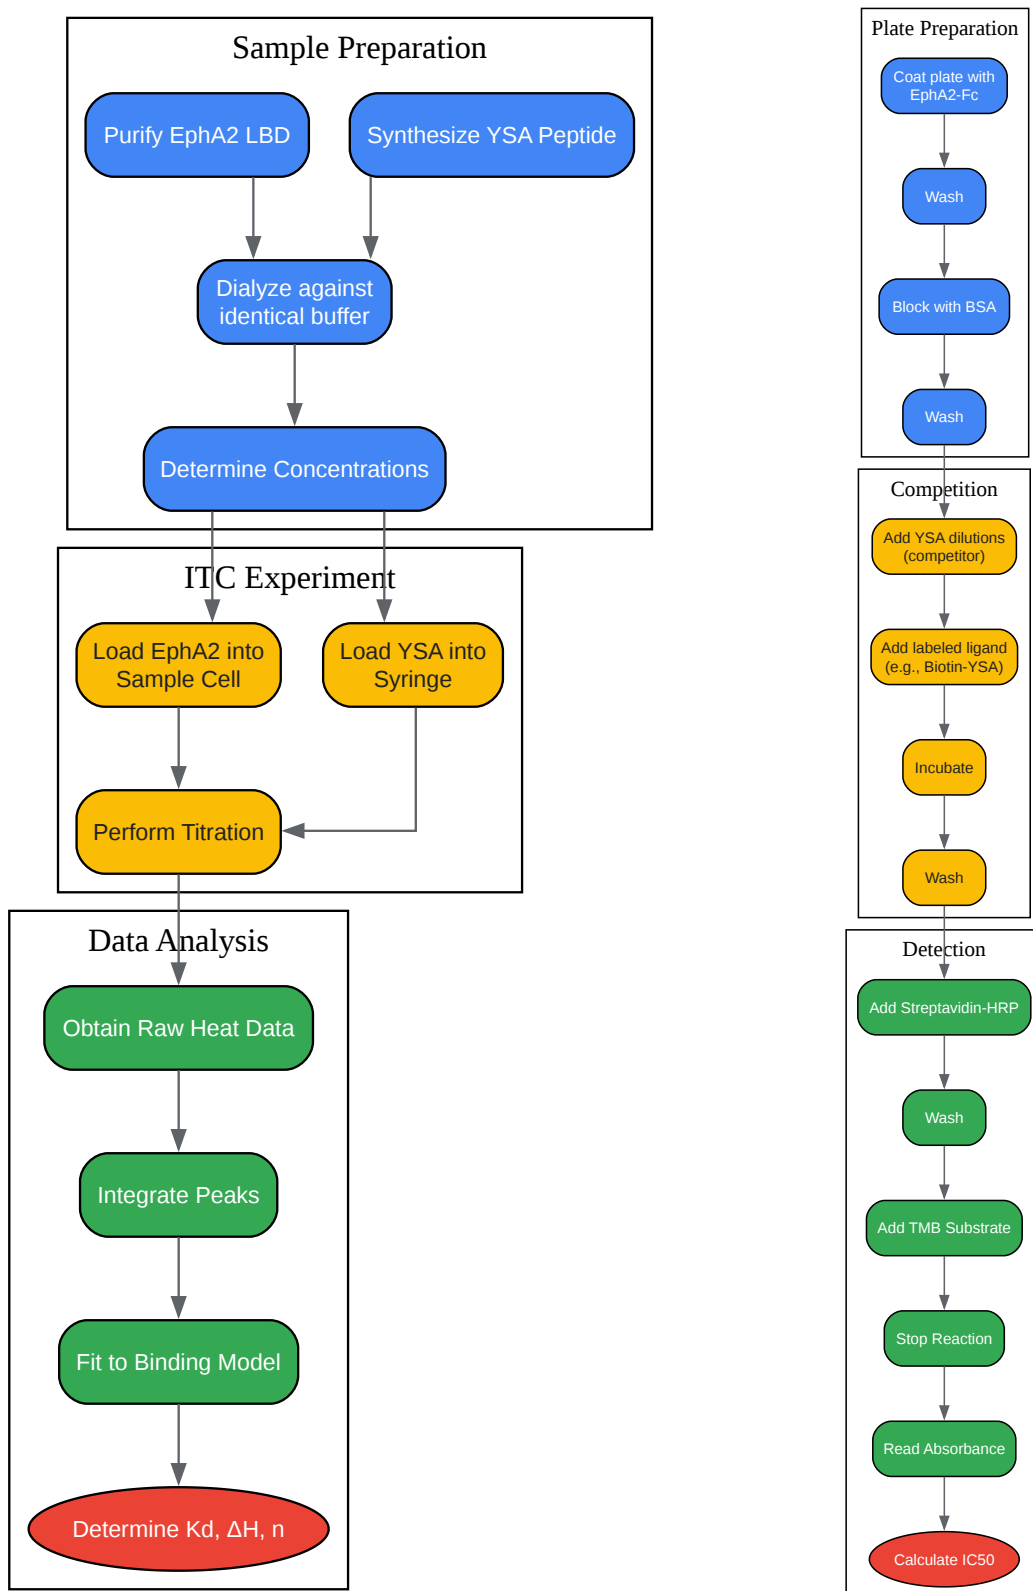 Sample Preparation
Purify EphA2 LBD
Synthesize YSA Peptide
Dialyze against
identical buffer
Determine Concentrations
ITC Experiment
Load EphA2 into
Sample Cell
Load YSA into
Syringe
Perform Titration
Data Analysis
Obtain Raw Heat Data
Integrate Peaks
Fit to Binding Model
Determine Kd, ΔH, n
Plate Preparation
Coat plate with
EphA2-Fc
Wash
Block with BSA
Wash
Competition
Add YSA dilutions
(competitor)
Add labeled ligand
(e.g., Biotin-YSA)
Incubate
Wash
Detection
Add Streptavidin-HRP
Wash
Add TMB Substrate
Stop Reaction
Read Absorbance
Calculate IC50